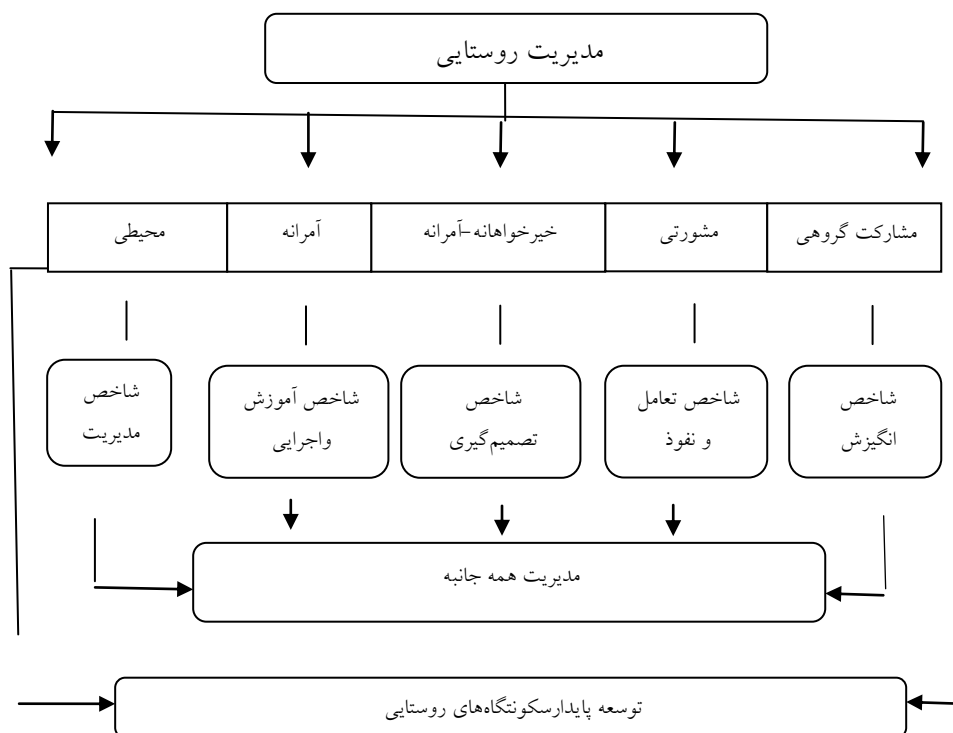 مدیریت روستایی
مشارکت گروهی
مشورتی
خیرخواهانه-آمرانه
آمرانه
محیطی
شاخص
انگیزش
شاخص تعامل
و نفوذ
شاخص
تصمیم‌گیری
شاخص آموزش
واجرایی
شاخص
مدیریت
مدیریت همه جانبه
توسعه پایدارسکونتگاه‌های روستایی